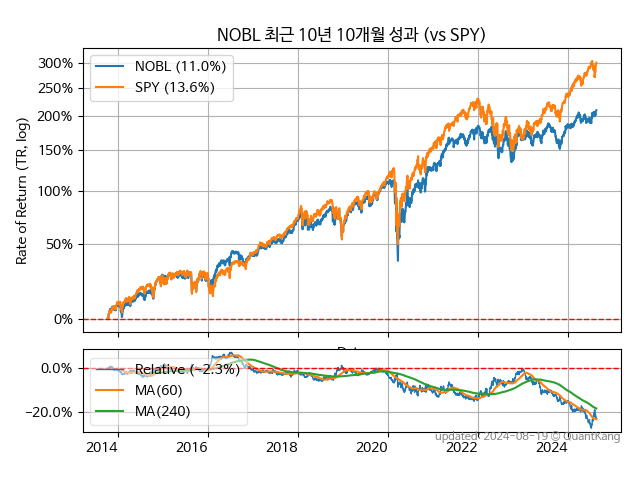 NOBL 최근 10년 10개월 성과 (vs SPY)
300%
250%
200%
150%
100%
50%
0%
Rate of Return (TR, log)
NOBL (11.0%)
SPY (13.6%)
0.0%
−20.0%
Relative (−2.3%)
MA(60)
MA(240)
2014 2016 2018 2020 2022 2024
updated: 2024-08-19 © QuantKang